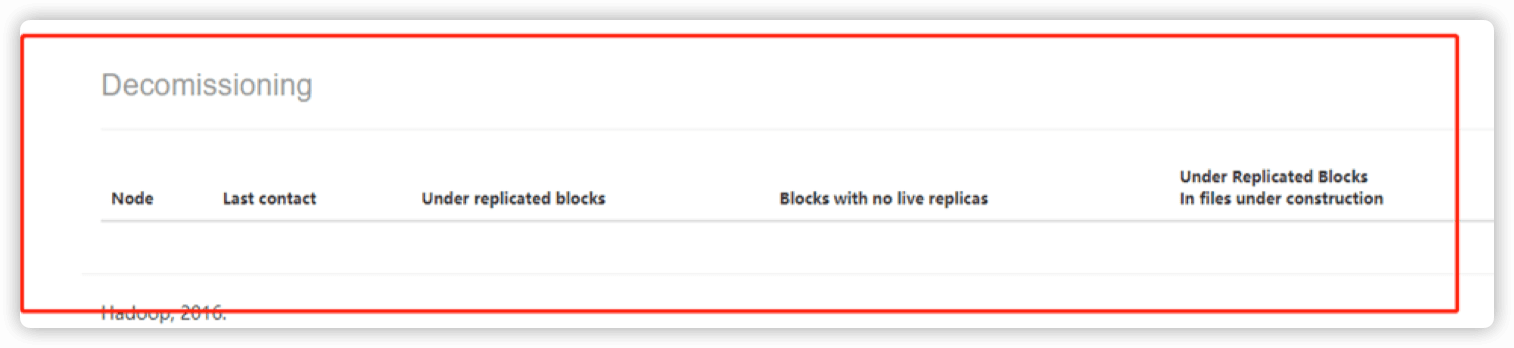 Decomissioning
Node Last contact Under replicated blocks Blocks with no live replicas Under Replicated Blocks
In files under construction
Hadoop, 2016.